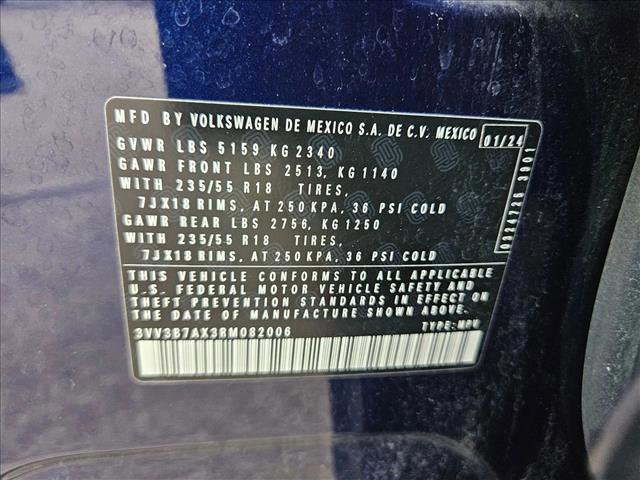 MFD BY VOLKSWAGEN DE MEXICO S.A. DE C.V. MEXICO 01/24
GVWR LBS 5159 KG 2340
GAWR FRONT LBS 2513, KG 1140
WITH 235/55 R18 TIRES,
7JX18 RIMS, AT 250 KPA, 36 PSI COLD
GAWR REAR LBS 2756, KG 1250
WITH 235/55 R18 TIRES,
7JX18 RIMS, AT 250 KPA, 36 PSI COLD
THIS VEHICLE CONFORMS TO ALL APPLICABLE
U.S. FEDERAL MOTOR VEHICLE SAFETY AND
THEFT PREVENTION STANDARDS IN EFFECT ON THE
DATE OF MANUFACTURE SHOWN ABOVE.
3VV3B7AX3RM082006 TYPE: MPV
3901